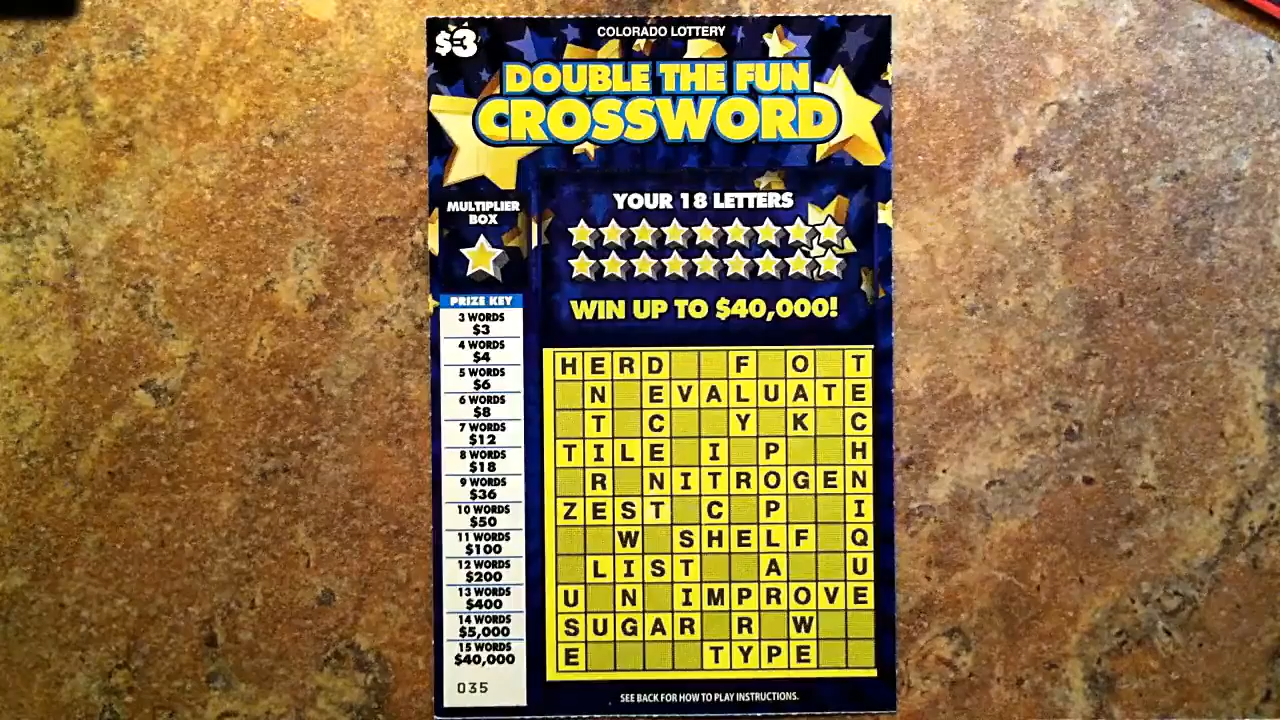 $3
COLORADO LOTTERY
DOUBLE THE FUN
CROSSWORD
MULTIPLIER
BOX
YOUR 18 LETTERS
WIN UP TO $40,000!
PRIZE KEY
3 WORDS
$3
4 WORDS
$4
5 WORDS
$6
6 WORDS
$8
7 WORDS
$12
8 WORDS
$18
9 WORDS
$36
10 WORDS
$50
11 WORDS
$100
12 WORDS
$200
13 WORDS
$400
14 WORDS
$5,000
15 WORDS
$40,000
035
H E R D F O T
N E V A L U A T E
T C Y K C
T I L E I P H
R N I T R O G E N
Z E S T C P I
W S H E L F Q
L I S T A U
U N I M P R O V E
S U G A R R W
E T Y P E
SEE BACK FOR HOW TO PLAY INSTRUCTIONS.